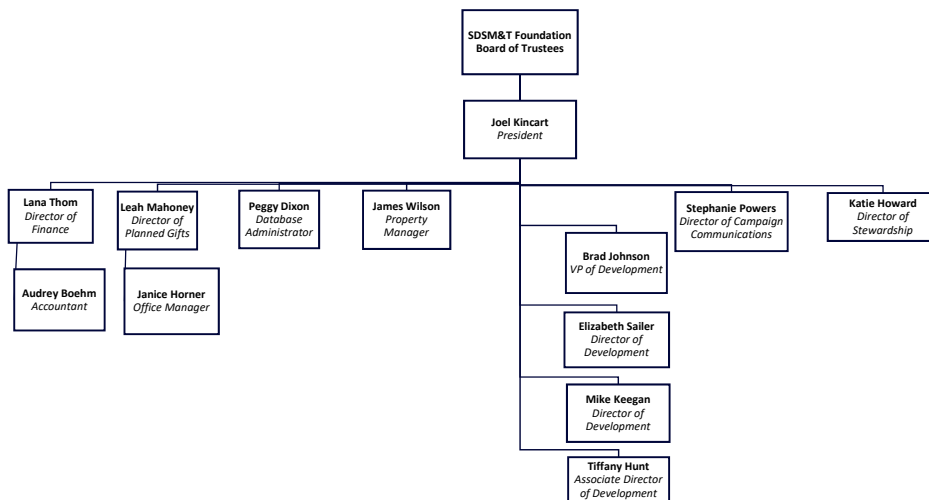 SDSM&T Foundation
Board of Trustees
Joel Kincart
President
Lana Thom
Director of
Finance
Leah Mahoney
Director of
Planned Gifts
Peggy Dixon
Database
Administrator
James Wilson
Property
Manager
Stephanie Powers
Director of Campaign
Communications
Katie Howard
Director of
Stewardship
Audrey Boehm
Accountant
Janice Horner
Office Manager
Brad Johnson
VP of Development
Elizabeth Sailer
Director of
Development
Mike Keegan
Director of
Development
Tiffany Hunt
Associate Director
of Development